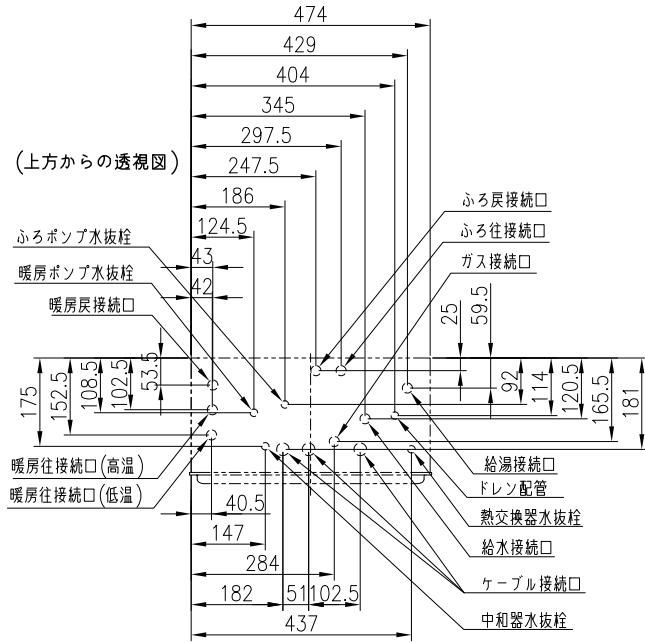 474
429
404
345
297.5
(上方からの透視図)
247.5
186
ふろ戻接続口
124.5
ふろポンプ水抜栓
ふろ往接続口
43
暖房ポンプ水抜栓
ガス接続口
42
暖房戻接続口
25
59.5
175
152.5
108.5
102.5
53.5
92
114
120.5
165.5
181
暖房往接続口(高温)
給湯接続口
暖房往接続口(低温)
40.5
ドレン配管
147
熱交換器水抜栓
284
給水接続口
182
51
102.5
ケーブル接続口
437
中和器水抜栓